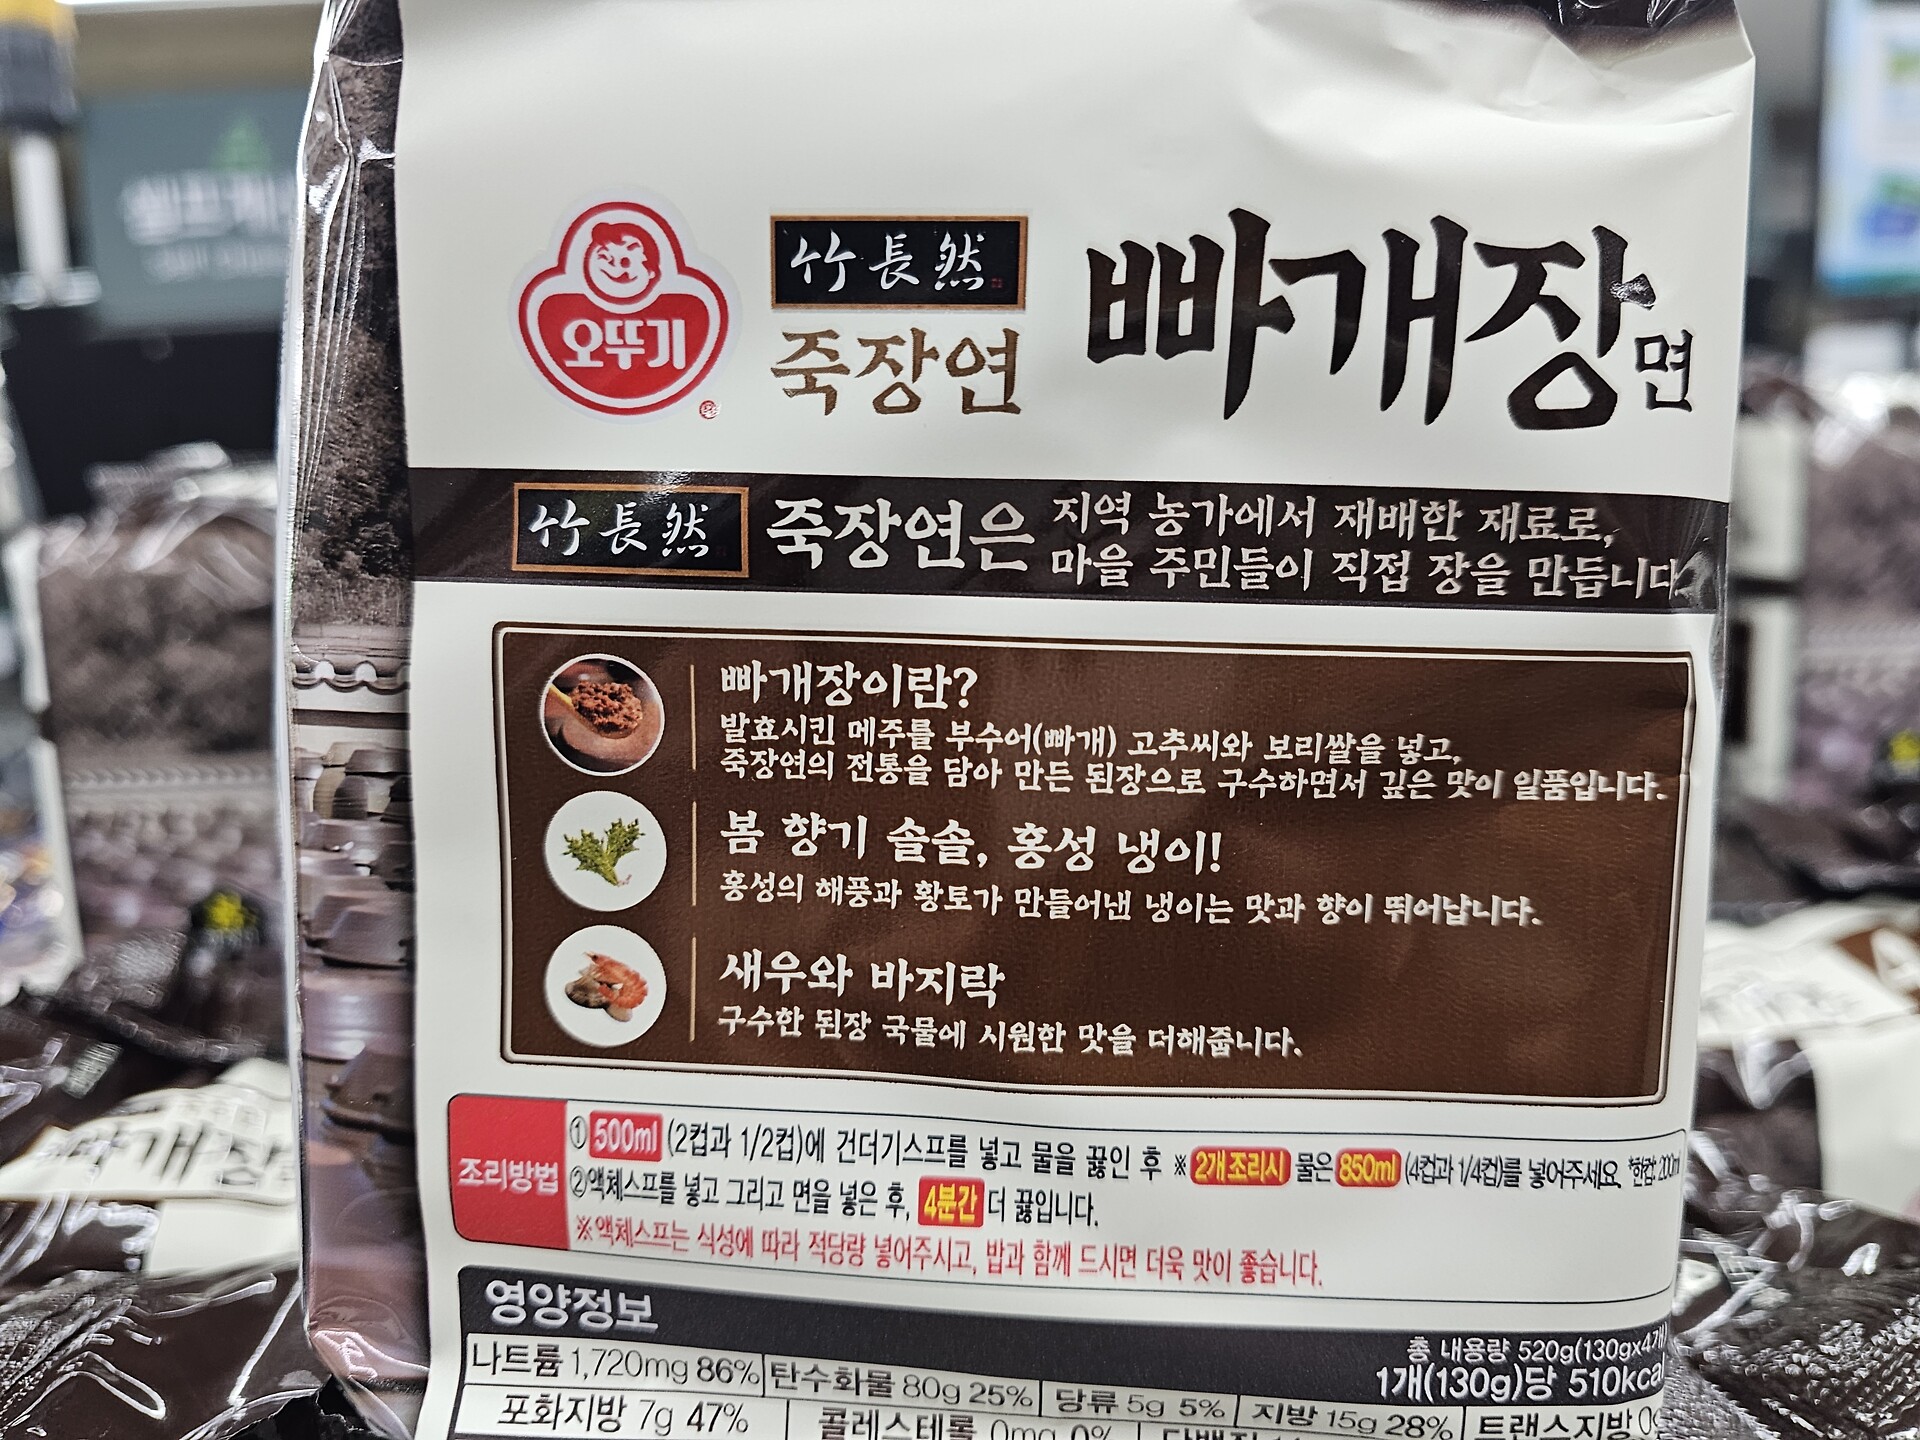 오뚜기
竹長然
죽장연
빠개장면
竹長然
죽장연은 지역 농가에서 재배한 재료로,
마을 주민들이 직접 장을 만듭니다.
빠개장이란?
발효시킨 메주를 부수어(빠개) 고추씨와 보리쌀을 넣고,
죽장연의 전통을 담아 만든 된장으로 구수하면서 깊은 맛이 일품입니다.
봄 향기 솔솔, 홍성 냉이!
홍성의 해풍과 황토가 만들어낸 냉이는 맛과 향이 뛰어납니다.
새우와 바지락
구수한 된장 국물에 시원한 맛을 더해줍니다.
조리방법
① 500ml (2컵과 1/2컵)에 건더기스프를 넣고 물을 끓인 후 ※ 2개조리시 물은 850ml (4컵과 1/4컵)를 넣어주세요. *한컵: 200ml
②액체스프를 넣고 그리고 면을 넣은 후, 4분간 더 끓입니다.
※액체스프는 식성에 따라 적당량 넣어주시고, 밥과 함께 드시면 더욱 맛이 좋습니다.
영양정보
총 내용량 520g(130gx4개)
1개(130g)당 510kcal
나트륨 1,720mg 86% 탄수화물 80g 25% 당류 5g 5% 지방 15g 28% 트랜스지방 0g
포화지방 7g 47% 콜레스테롤 0mg 0%
빠개장